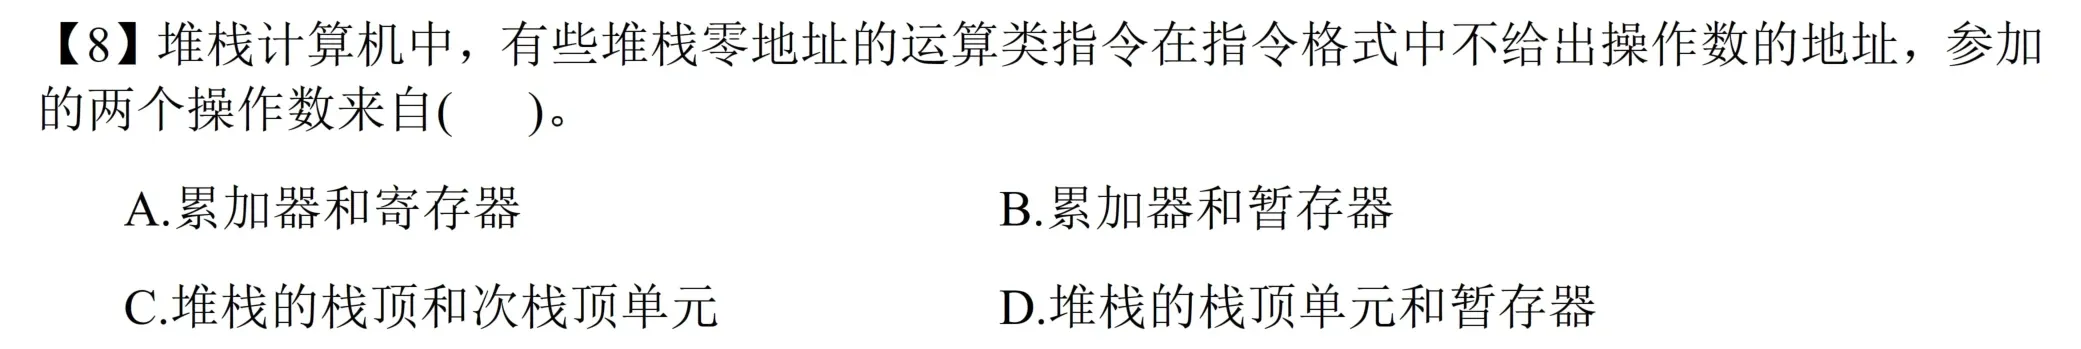 【8】堆栈计算机中，有些堆栈零地址的运算类指令在指令格式中不给出操作数的地址，参加
的两个操作数来自(    )。
A.累加器和寄存器    B.累加器和暂存器
C.堆栈的栈顶和次栈顶单元    D.堆栈的栈顶单元和暂存器